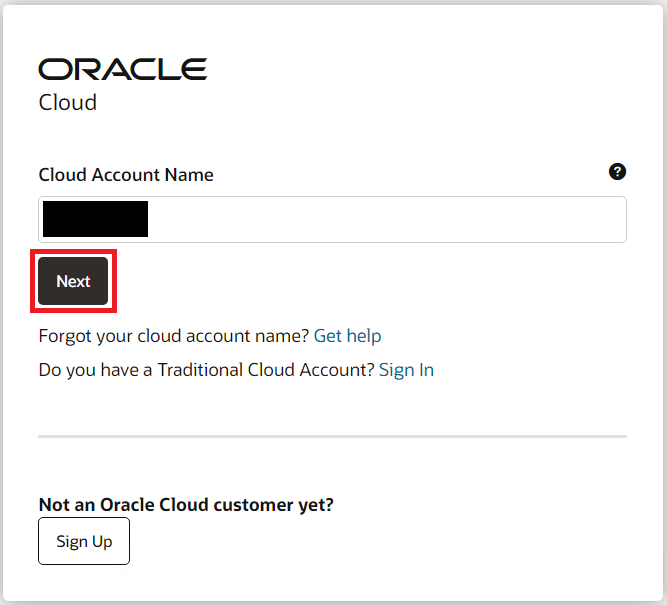 ORACLE
Cloud
Cloud Account Name
?
Next
Forgot your cloud account name? Get help
Do you have a Traditional Cloud Account? Sign In
Not an Oracle Cloud customer yet?
Sign Up